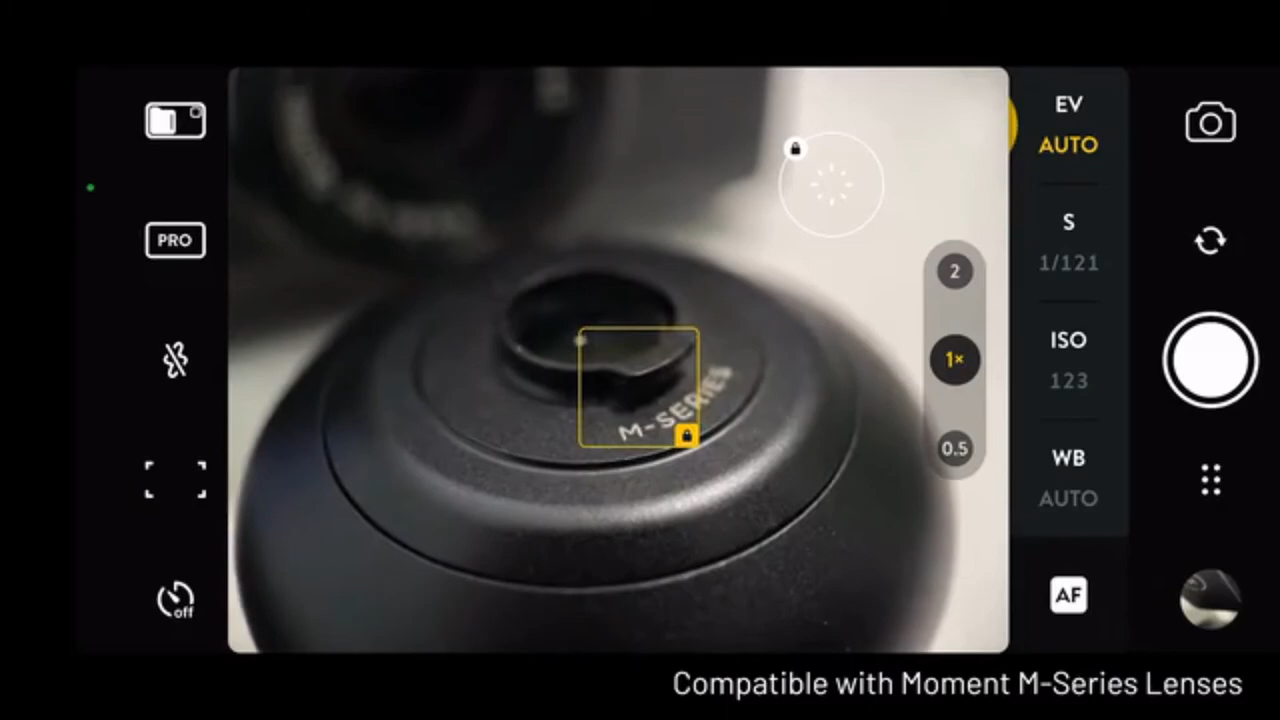 EV
AUTO
S
1/121
ISO
123
WB
AUTO
AF
PRO
off
2
1×
0.5
M-SERIES
Compatible with Moment M-Series Lenses